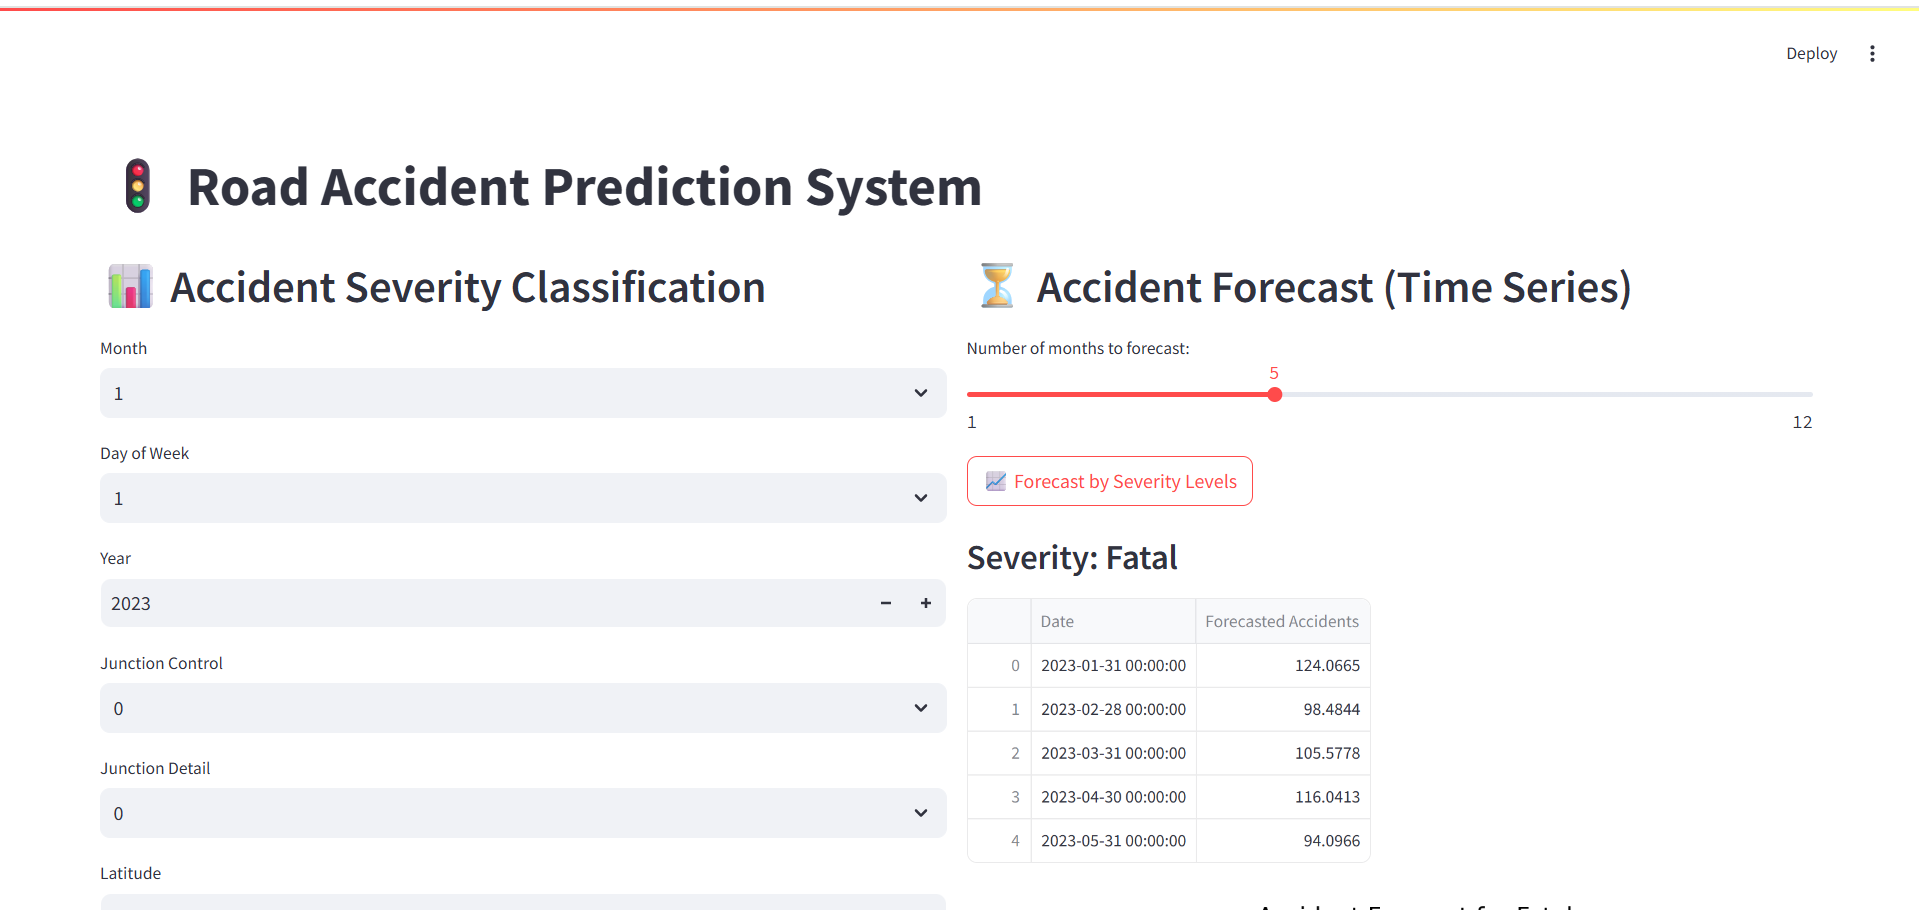 Deploy
Road Accident Prediction System
Accident Severity Classification
Month
1
Day of Week
1
Year
2023
Junction Control
0
Junction Detail
0
Latitude
Accident Forecast (Time Series)
Number of months to forecast:
5
1 12
Forecast by Severity Levels
Severity: Fatal
Date Forecasted Accidents
0 2023-01-31 00:00:00 124.0665
1 2023-02-28 00:00:00 98.4844
2 2023-03-31 00:00:00 105.5778
3 2023-04-30 00:00:00 116.0413
4 2023-05-31 00:00:00 94.0966